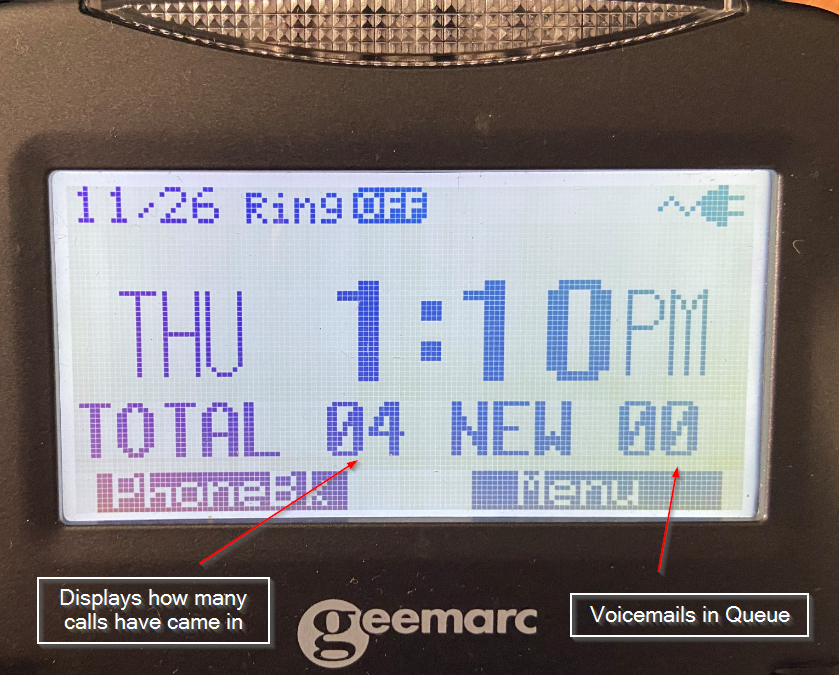 11/26 Ring OFF
THU 1:10 PM
TOTAL 04 NEW 00
PhoneBk Menu
Displays how many
calls have came in
Voicemails in Queue
geemarc